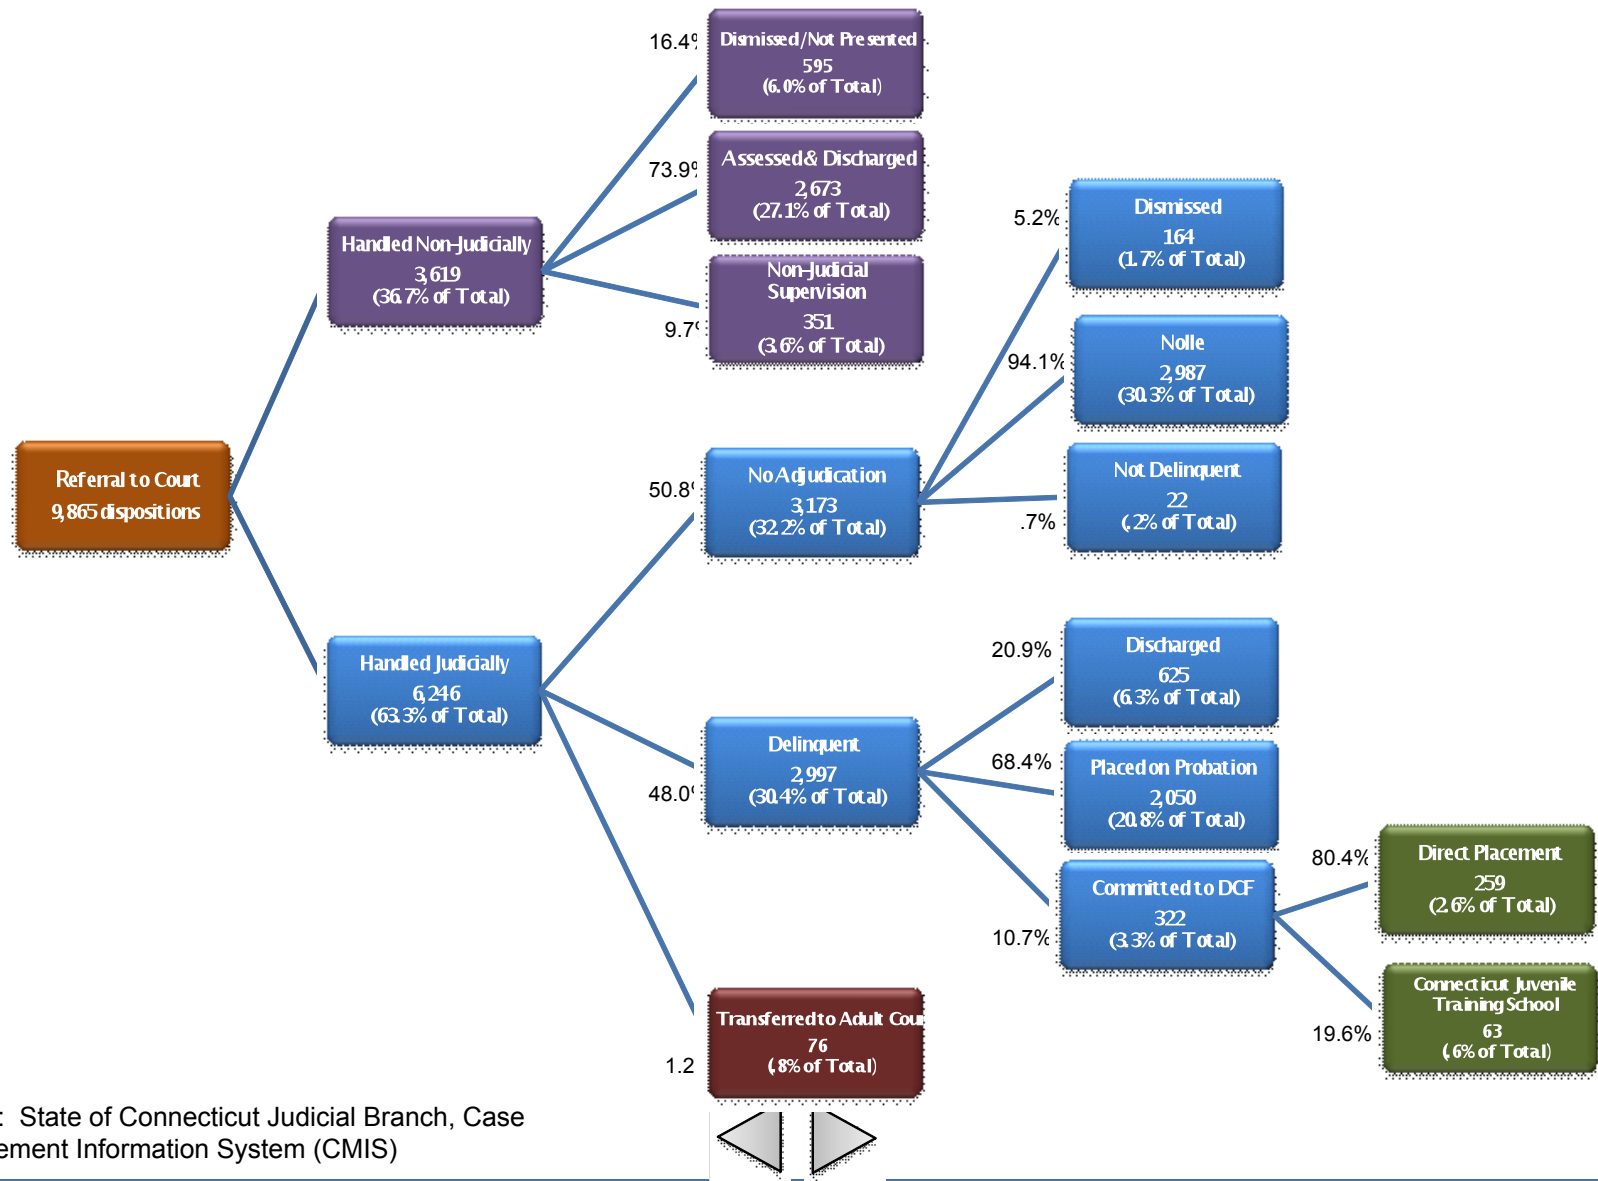 Referral to Court
9,865 dispositions
Handled Non-Judicially
3,619
(36.7% of Total)
16.4%
Dismissed/Not Presented
595
(6.0% of Total)
73.9%
Assessed & Discharged
2,673
(27.1% of Total)
9.7%
Non-Judicial
Supervision
351
(3.6% of Total)
Handled Judicially
6,246
(63.3% of Total)
50.8%
No Adjudication
3,173
(32.2% of Total)
5.2%
Dismissed
164
(1.7% of Total)
94.1%
Nolle
2,987
(30.3% of Total)
.7%
Not Delinquent
22
(.2% of Total)
48.0%
Delinquent
2,997
(30.4% of Total)
20.9%
Discharged
625
(6.3% of Total)
68.4%
Placed on Probation
2,050
(20.8% of Total)
10.7%
Committed to DCF
322
(3.3% of Total)
80.4%
Direct Placement
259
(2.6% of Total)
19.6%
Connecticut Juvenile
Training School
63
(.6% of Total)
1.2
Transferred to Adult Cour
76
(.8% of Total)
: State of Connecticut Judicial Branch, Case
ement Information System (CMIS)